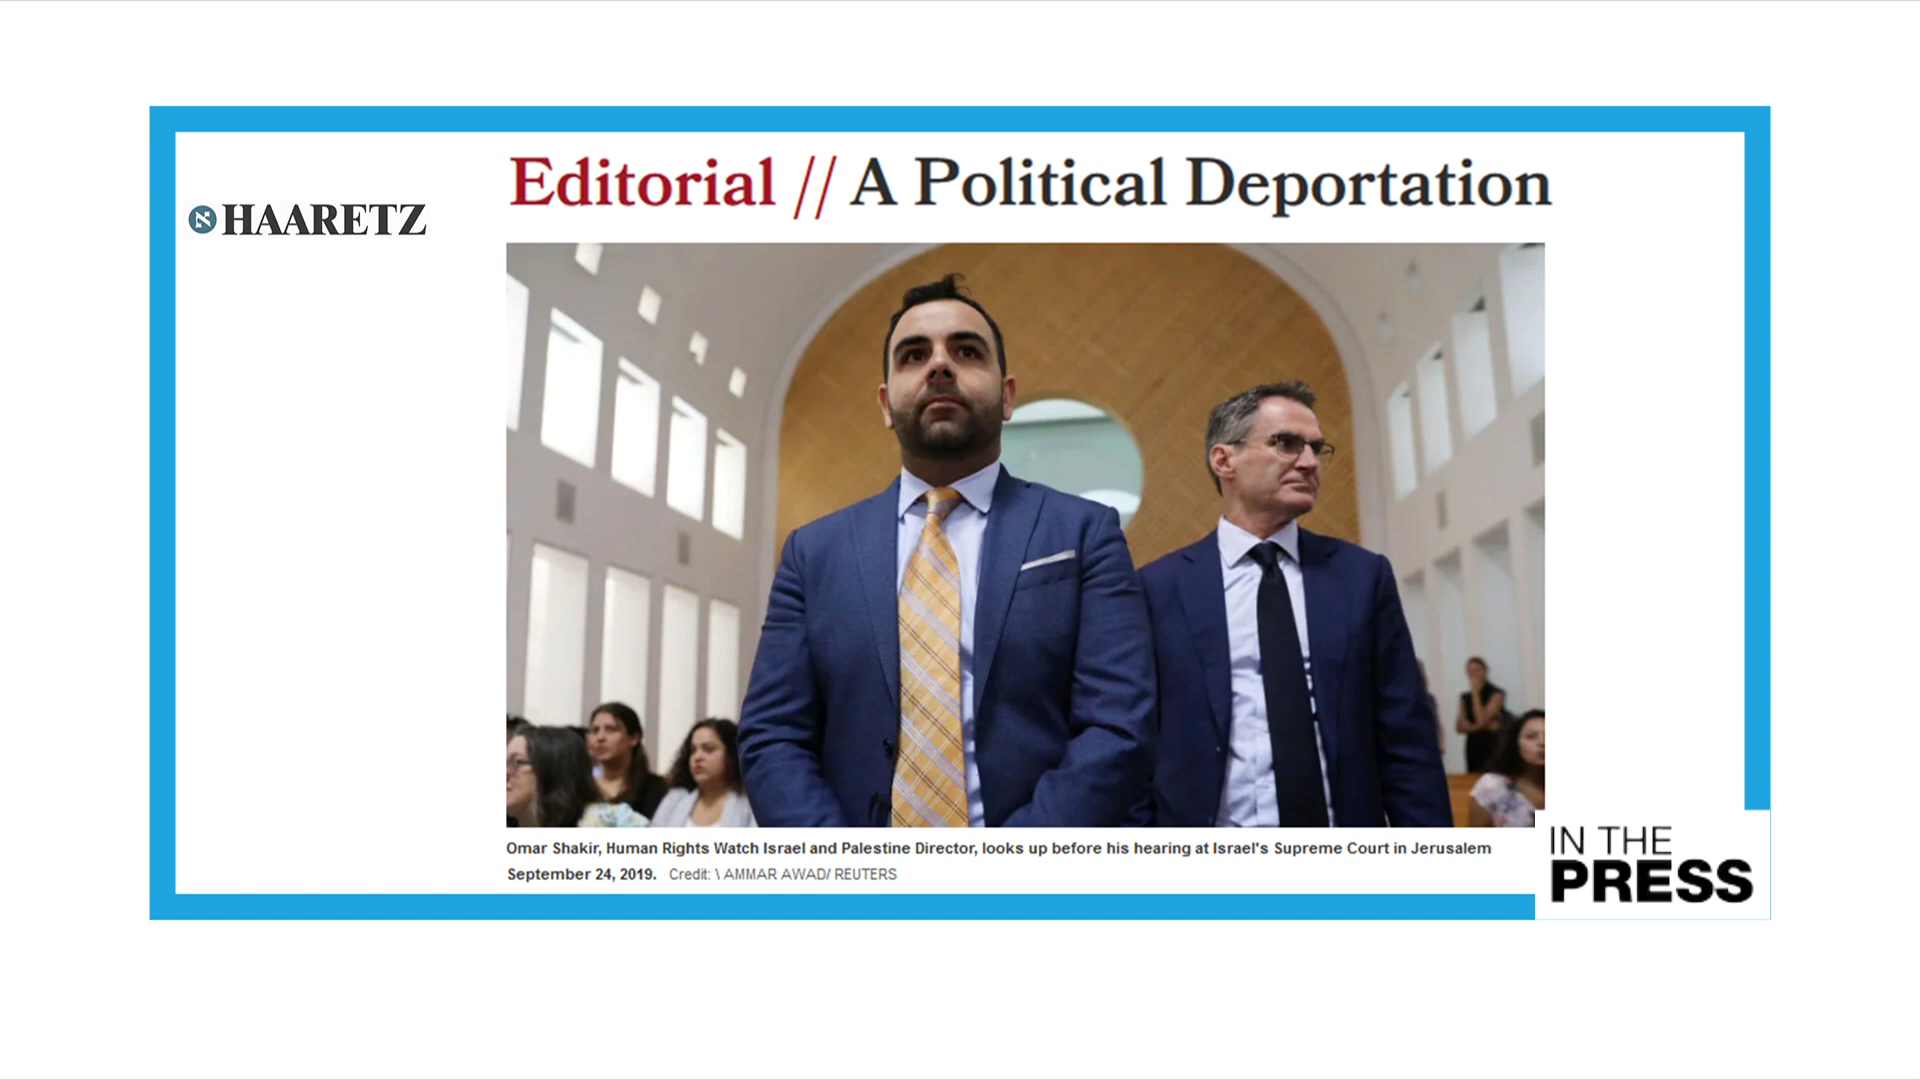 HAARETZ
Editorial // A Political Deportation
Omar Shakir, Human Rights Watch Israel and Palestine Director, looks up before his hearing at Israel's Supreme Court in Jerusalem
September 24, 2019. Credit: \ AMMAR AWAD/ REUTERS
IN THE
PRESS